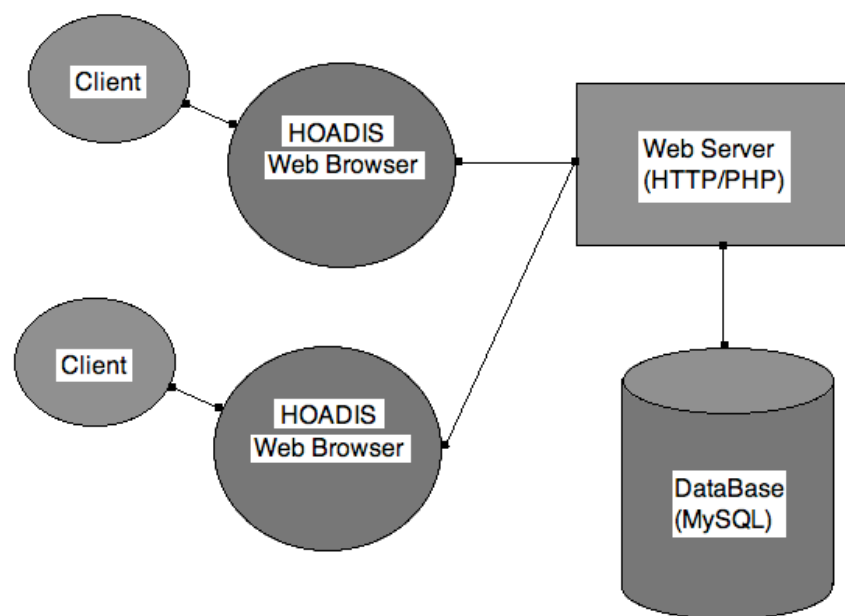 Client
HOADIS
Web Browser
Web Server
(HTTP/PHP)
Client
HOADIS
Web Browser
DataBase
(MySQL)